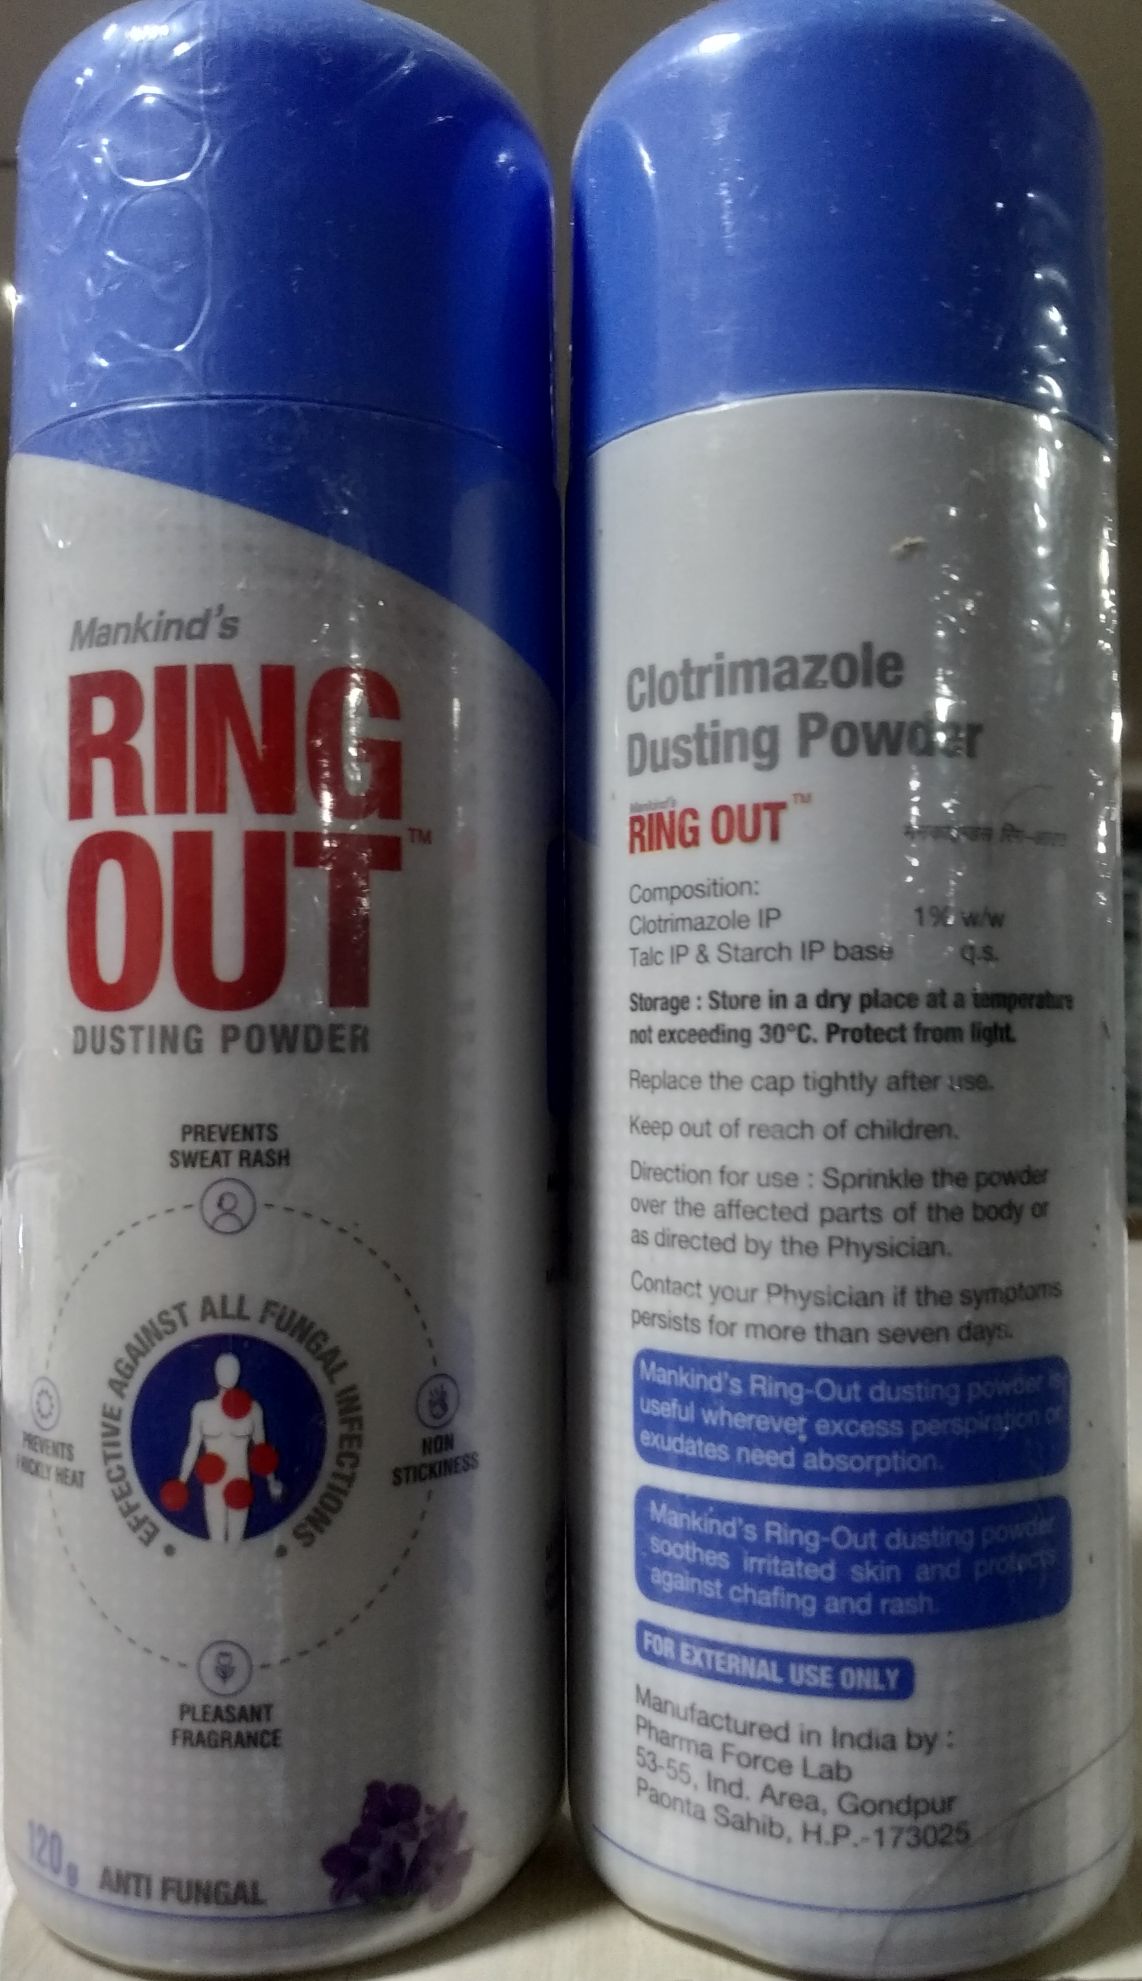 Mankind's
RING
OUT™
DUSTING POWDER
PREVENTS
SWEAT RASH
EFFECTIVE AGAINST ALL FUNGAL INFECTIONS
PREVENTS
PRICKLY HEAT
NON
STICKINESS
PLEASANT
FRAGRANCE
120 g
ANTI FUNGAL
Clotrimazole
Dusting Powder
Mankind's
RING OUT™
Composition:
Clotrimazole IP 1% w/w
Talc IP & Starch IP base q.s.
Storage : Store in a dry place at a temperature
not exceeding 30°C. Protect from light.
Replace the cap tightly after use.
Keep out of reach of children.
Direction for use : Sprinkle the powder
over the affected parts of the body or
as directed by the Physician.
Contact your Physician if the symptoms
persists for more than seven days.
Mankind's Ring-Out dusting powder is
useful wherever excess perspiration or
exudates need absorption.
Mankind's Ring-Out dusting powder
soothes irritated skin and protects
against chafing and rash.
FOR EXTERNAL USE ONLY
Manufactured in India by :
Pharma Force Lab
53-55, Ind. Area, Gondpur
Paonta Sahib, H.P.-173025